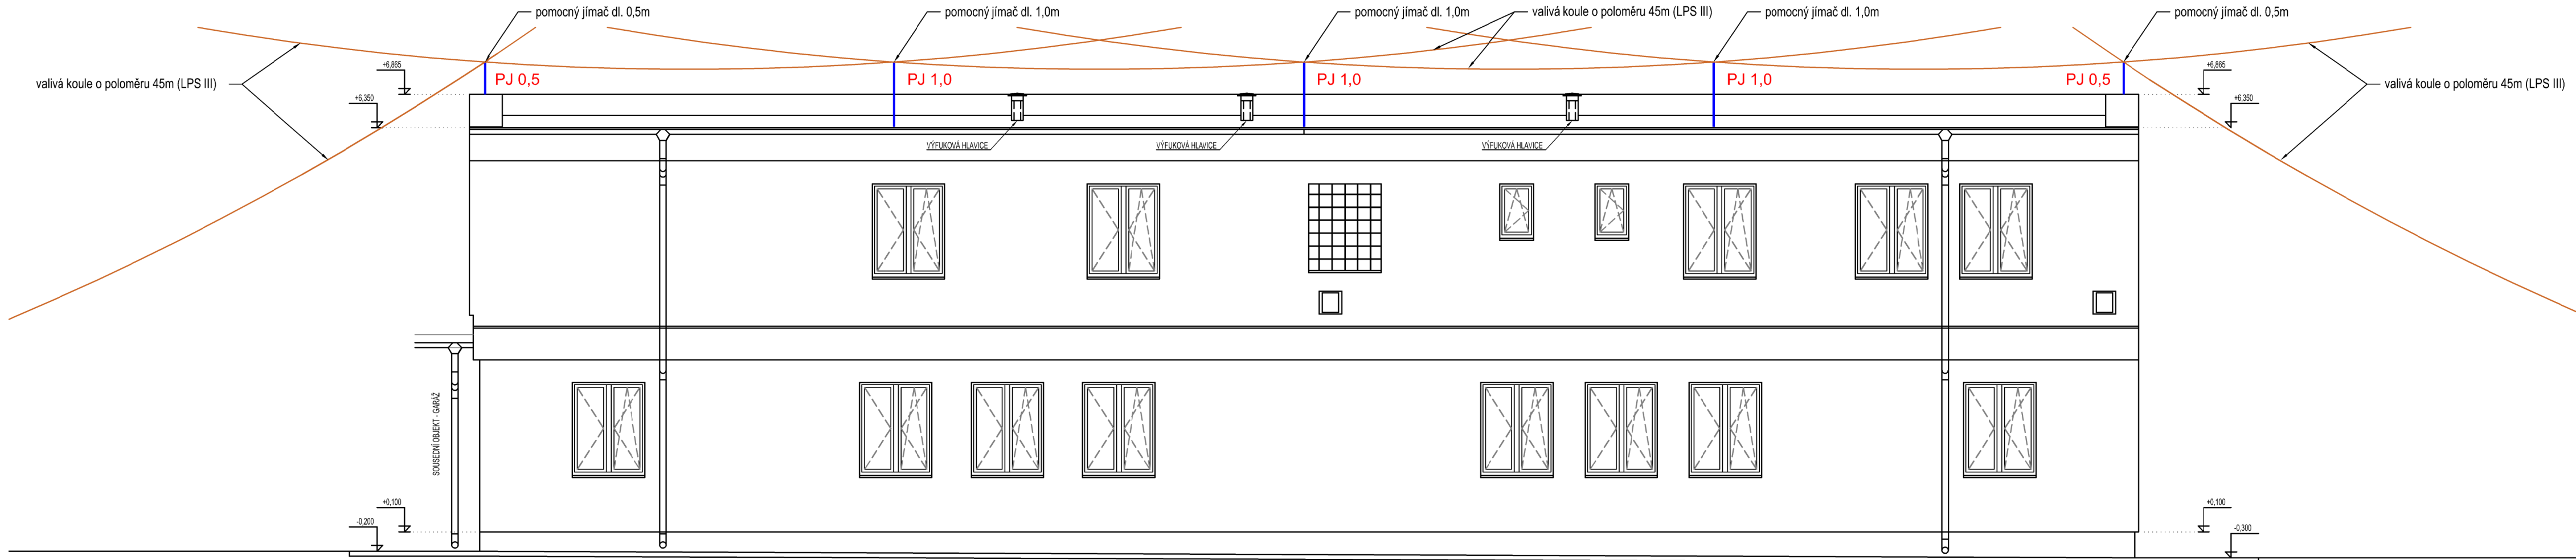 pomocný jímač dl. 0,5m
pomocný jímač dl. 1,0m
pomocný jímač dl. 1,0m
valivá koule o poloměru 45m (LPS III)
pomocný jímač dl. 1,0m
pomocný jímač dl. 0,5m
valivá koule o poloměru 45m (LPS III)
+6,865
PJ 0,5
PJ 1,0
PJ 1,0
PJ 1,0
PJ 0,5
+6,865
valivá koule o poloměru 45m (LPS III)
+6,350
+6,350
VÝFUKOVÁ HLAVICE
VÝFUKOVÁ HLAVICE
VÝFUKOVÁ HLAVICE
SOUSEDNÍ OBJEKT - GARÁŽ
+0,100
-0,200
+0,100
-0,300